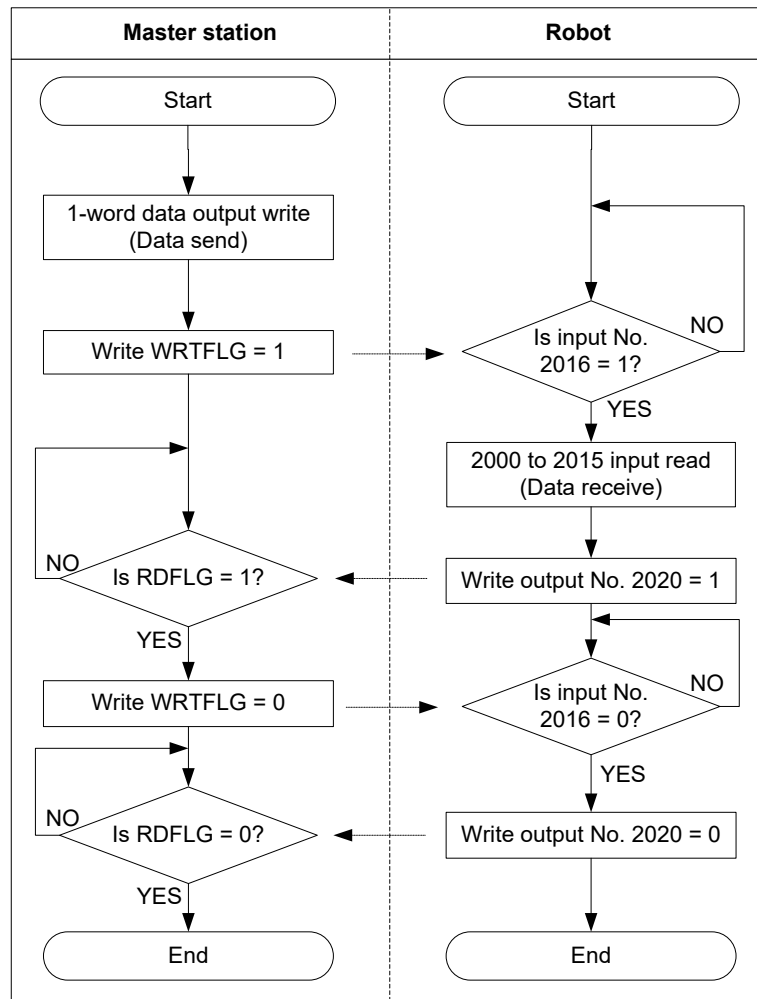 Master station
Robot
Start
Start
1-word data output write
(Data send)
Write WRTFLG = 1
Is input No.
2016 = 1?
NO
YES
2000 to 2015 input read
(Data receive)
NO
Is RDFLG = 1?
Write output No. 2020 = 1
YES
Write WRTFLG = 0
Is input No.
2016 = 0?
NO
YES
NO
Is RDFLG = 0?
Write output No. 2020 = 0
YES
End
End